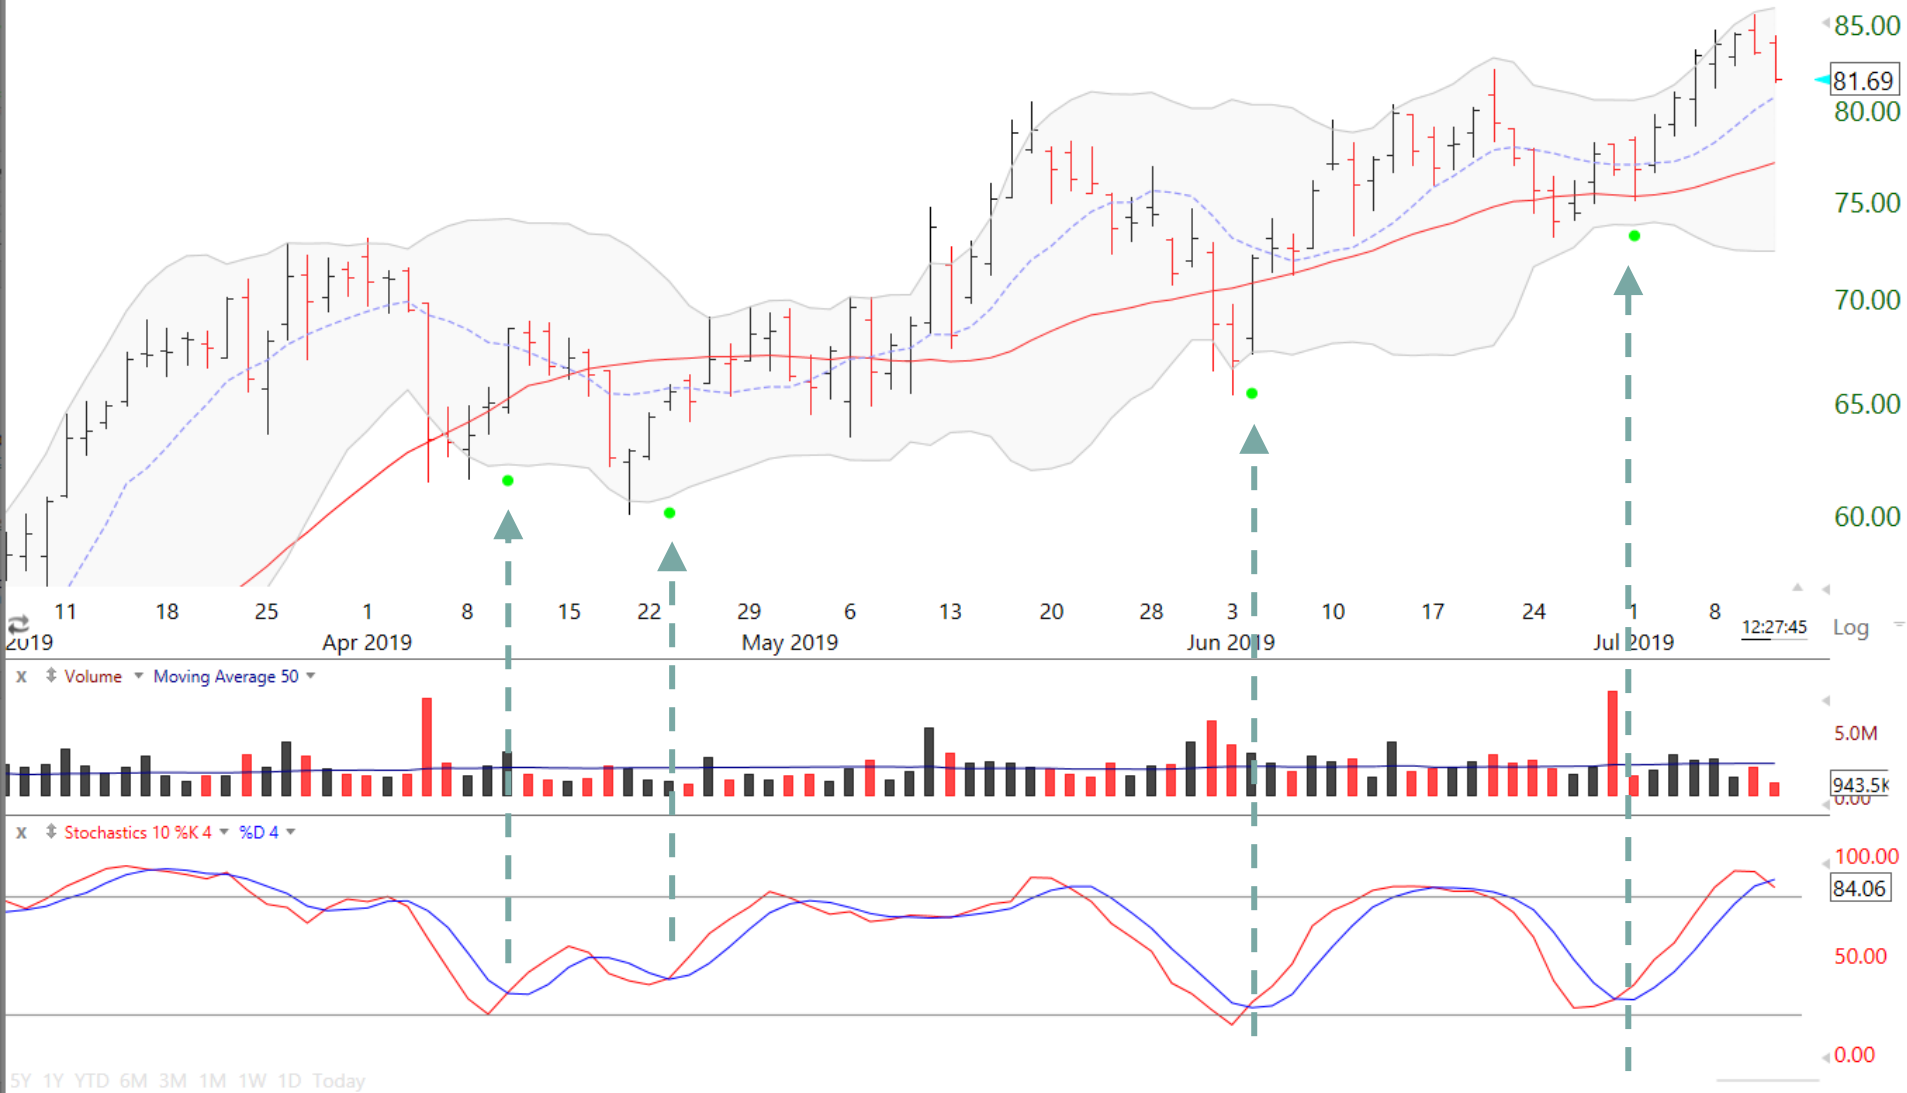 85.00
81.69
80.00
75.00
70.00
65.00
60.00
11 18 25 1 8 15 22 29 6 13 20 28 3 10 17 24 1 8
2019 Apr 2019 May 2019 Jun 2019 Jul 2019 12:27:45 Log
x Volume Moving Average 50
5.0M
943.5K
0.00
x Stochastics 10 %K 4 %D 4
100.00
84.06
50.00
0.00
5Y 1Y YTD 6M 3M 1M 1W 1D Today